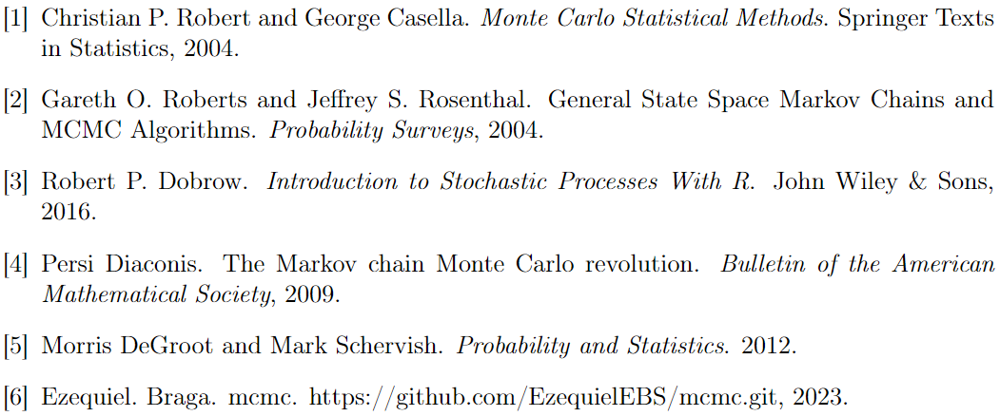 [1] Christian P. Robert and George Casella. Monte Carlo Statistical Methods. Springer Texts
in Statistics, 2004.
[2] Gareth O. Roberts and Jeffrey S. Rosenthal. General State Space Markov Chains and
MCMC Algorithms. Probability Surveys, 2004.
[3] Robert P. Dobrow. Introduction to Stochastic Processes With R. John Wiley & Sons,
2016.
[4] Persi Diaconis. The Markov chain Monte Carlo revolution. Bulletin of the American
Mathematical Society, 2009.
[5] Morris DeGroot and Mark Schervish. Probability and Statistics. 2012.
[6] Ezequiel. Braga. mcmc. https://github.com/EzequielEBS/mcmc.git, 2023.